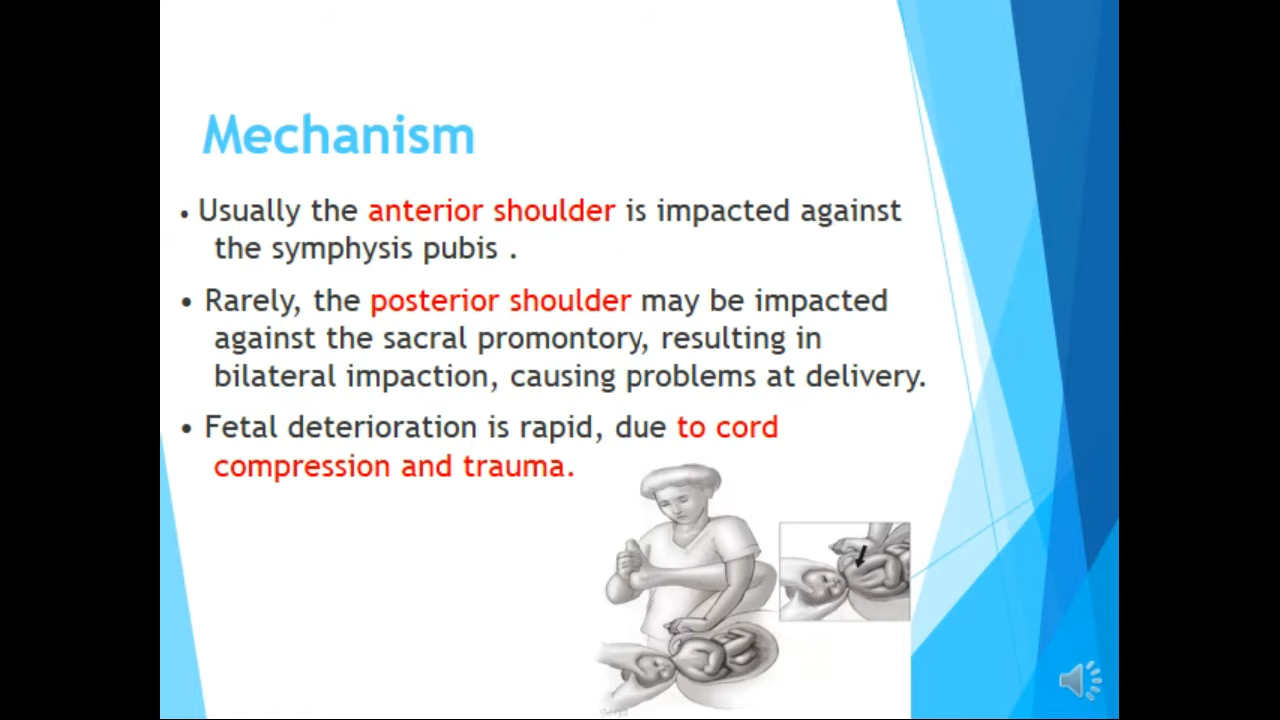 Mechanism
• Usually the anterior shoulder is impacted against
the symphysis pubis .
• Rarely, the posterior shoulder may be impacted
against the sacral promontory, resulting in
bilateral impaction, causing problems at delivery.
• Fetal deterioration is rapid, due to cord
compression and trauma.